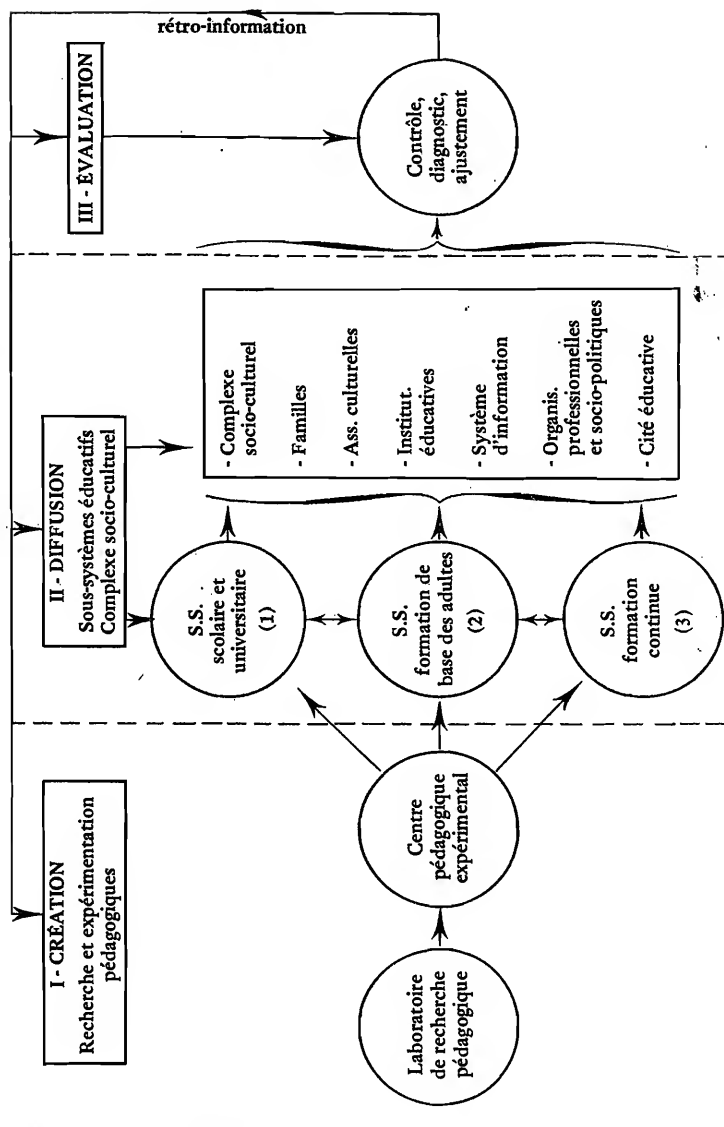 I - CRÉATION
Recherche et expérimentation
pédagogiques
II - DIFFUSION
Sous-systèmes éducatifs
Complexe socio-culturel
III - ÉVALUATION
rétro-information
Laboratoire
de recherche
pédagogique
Centre
pédagogique
expérimental
S.S.
scolaire et
universitaire
(1)
S.S.
formation de
base des adultes
(2)
S.S.
formation
continue
(3)
- Complexe
socio-culturel
- Familles
- Ass. culturelles
- Institut.
éducatives
- Système
d'information
- Organis.
professionnelles
et socio-politiques
- Cité éducative
Contrôle,
diagnostic,
ajustement